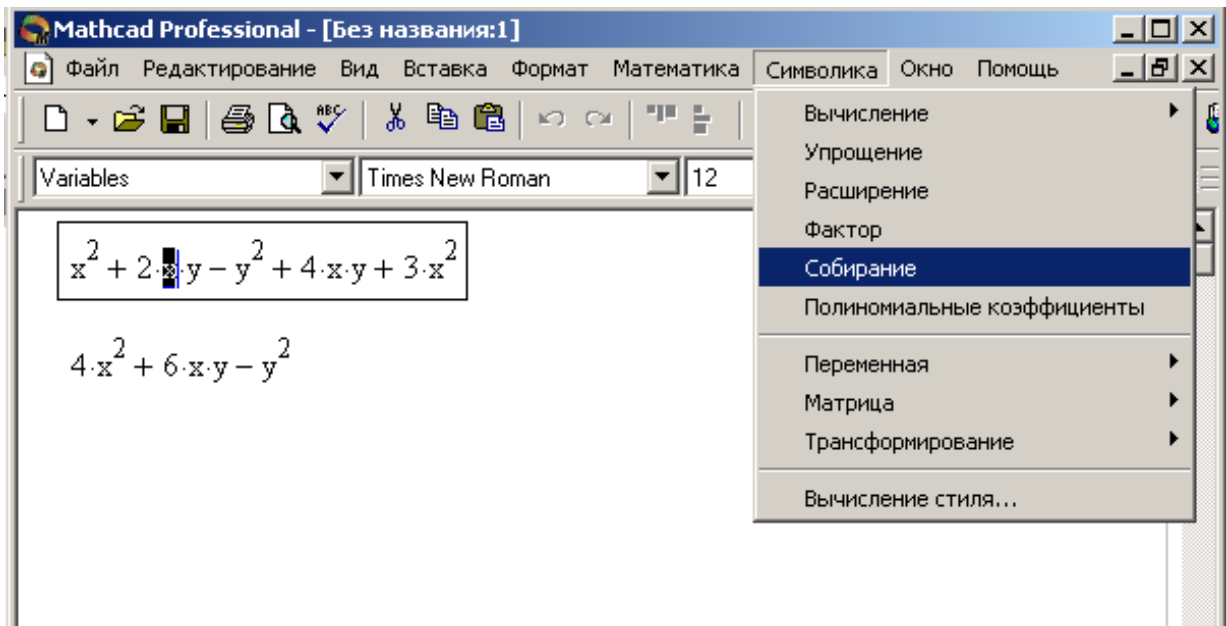 Mathcad Professional - [Без названия:1]
Файл Редактирование Вид Вставка Формат Математика Символика Окно Помощь
Variables Times New Roman 12
Вычисление
Упрощение
Расширение
Фактор
Собирание
Полиномиальные коэффициенты
Переменная
Матрица
Трансформирование
Вычисление стиля...
x² + 2·x·y − y² + 4·x·y + 3·x²
4·x² + 6·x·y − y²